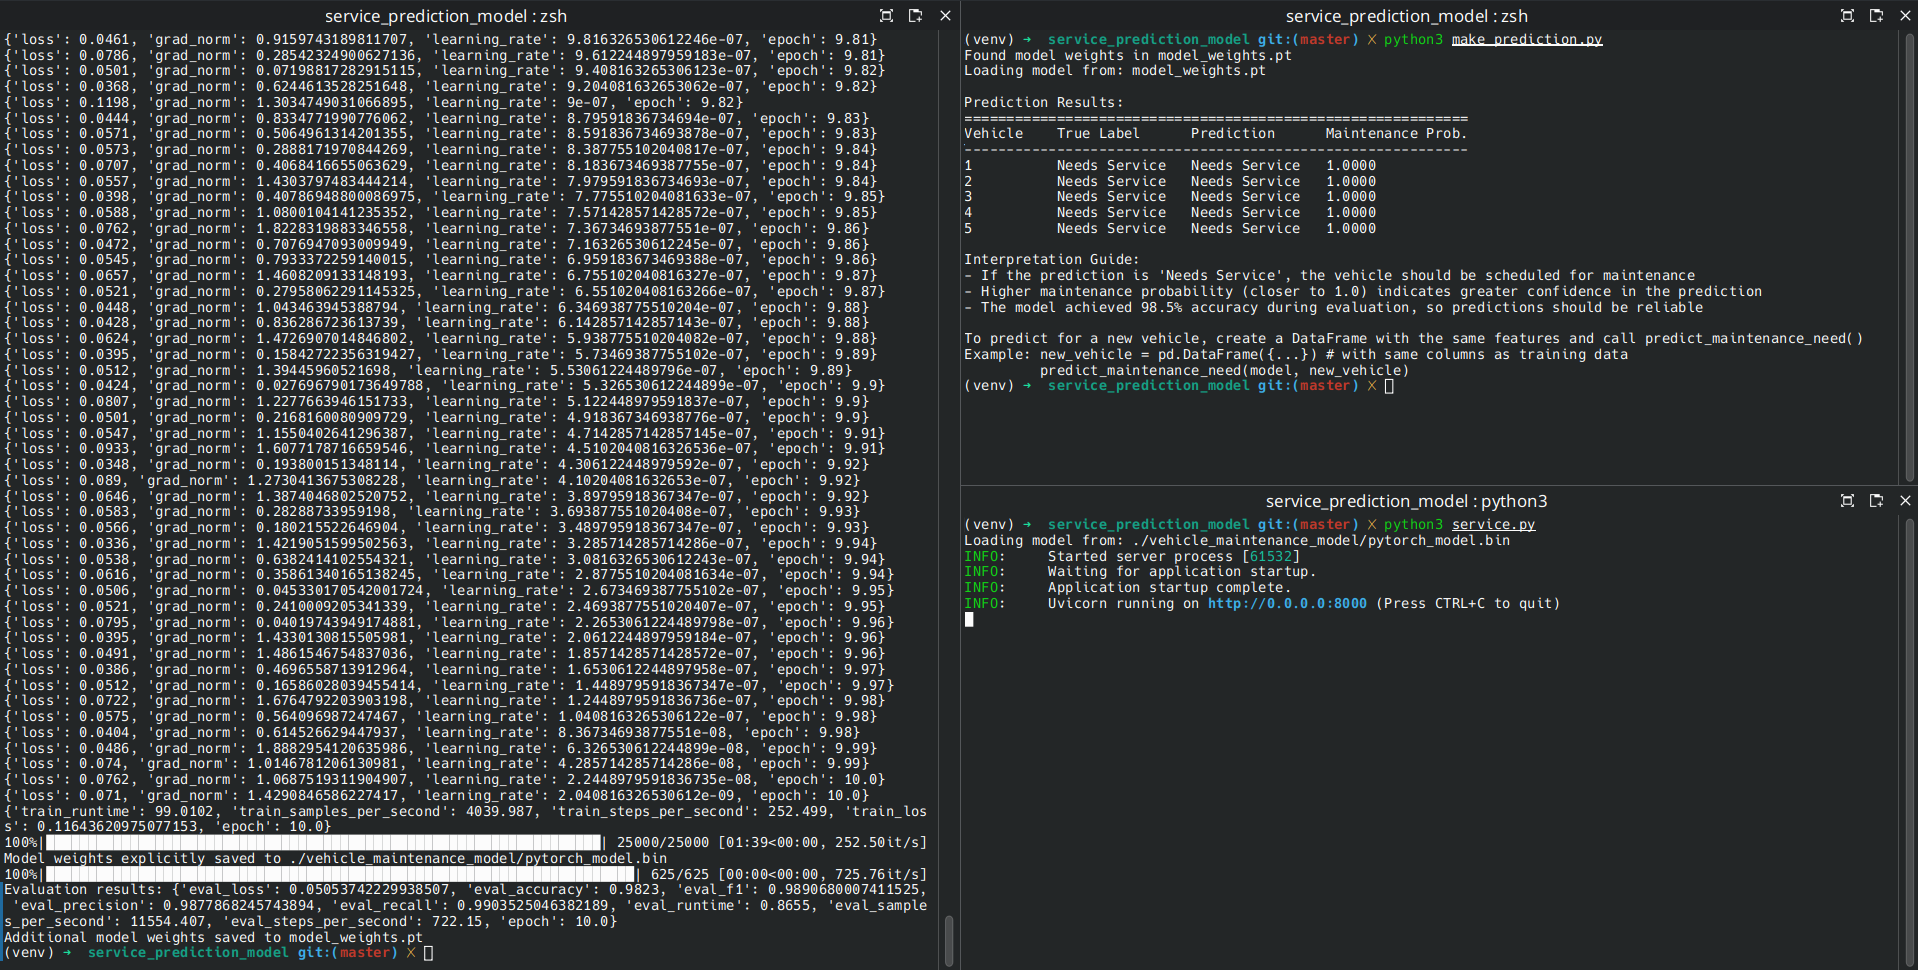 service_prediction_model : zsh
{'loss': 0.0461, 'grad_norm': 0.9159743189811707, 'learning_rate': 9.816326530612246e-07, 'epoch': 9.81}
{'loss': 0.0786, 'grad_norm': 0.28542324900627136, 'learning_rate': 9.612244897959183e-07, 'epoch': 9.81}
{'loss': 0.0501, 'grad_norm': 0.07198817282915115, 'learning_rate': 9.408163265306123e-07, 'epoch': 9.82}
{'loss': 0.0368, 'grad_norm': 0.6244613528251648, 'learning_rate': 9.204081632653062e-07, 'epoch': 9.82}
{'loss': 0.1198, 'grad_norm': 1.3034749031066895, 'learning_rate': 9e-07, 'epoch': 9.82}
{'loss': 0.0444, 'grad_norm': 0.8334771990776062, 'learning_rate': 8.79591836734694e-07, 'epoch': 9.83}
{'loss': 0.0571, 'grad_norm': 0.5064961314201355, 'learning_rate': 8.591836734693878e-07, 'epoch': 9.83}
{'loss': 0.0573, 'grad_norm': 0.2888171970844269, 'learning_rate': 8.387755102040817e-07, 'epoch': 9.84}
{'loss': 0.0707, 'grad_norm': 0.4068416655063629, 'learning_rate': 8.183673469387755e-07, 'epoch': 9.84}
{'loss': 0.0557, 'grad_norm': 1.4303797483444214, 'learning_rate': 7.979591836734693e-07, 'epoch': 9.84}
{'loss': 0.0398, 'grad_norm': 0.40786948800086975, 'learning_rate': 7.775510204081633e-07, 'epoch': 9.85}
{'loss': 0.0588, 'grad_norm': 1.0800104141235352, 'learning_rate': 7.571428571428572e-07, 'epoch': 9.85}
{'loss': 0.0762, 'grad_norm': 1.8228319883346558, 'learning_rate': 7.36734693877551e-07, 'epoch': 9.86}
{'loss': 0.0472, 'grad_norm': 0.7076947093009949, 'learning_rate': 7.16326530612245e-07, 'epoch': 9.86}
{'loss': 0.0545, 'grad_norm': 0.7933372259140015, 'learning_rate': 6.959183673469388e-07, 'epoch': 9.86}
{'loss': 0.0657, 'grad_norm': 1.4608209133148193, 'learning_rate': 6.755102040816327e-07, 'epoch': 9.87}
{'loss': 0.0521, 'grad_norm': 0.27958062291145325, 'learning_rate': 6.551020408163266e-07, 'epoch': 9.87}
{'loss': 0.0448, 'grad_norm': 1.043463945388794, 'learning_rate': 6.346938775510204e-07, 'epoch': 9.88}
{'loss': 0.0428, 'grad_norm': 0.836286723613739, 'learning_rate': 6.142857142857143e-07, 'epoch': 9.88}
{'loss': 0.0624, 'grad_norm': 1.4726907014846802, 'learning_rate': 5.938775510204082e-07, 'epoch': 9.88}
{'loss': 0.0395, 'grad_norm': 0.15842722356319427, 'learning_rate': 5.73469387755102e-07, 'epoch': 9.89}
{'loss': 0.0512, 'grad_norm': 1.39445960521698, 'learning_rate': 5.53061224489796e-07, 'epoch': 9.89}
{'loss': 0.0424, 'grad_norm': 0.027696790173649788, 'learning_rate': 5.326530612244899e-07, 'epoch': 9.9}
{'loss': 0.0807, 'grad_norm': 1.2277663946151733, 'learning_rate': 5.122448979591837e-07, 'epoch': 9.9}
{'loss': 0.0501, 'grad_norm': 0.2168160080909729, 'learning_rate': 4.918367346938776e-07, 'epoch': 9.9}
{'loss': 0.0547, 'grad_norm': 1.1550402641296387, 'learning_rate': 4.7142857142857145e-07, 'epoch': 9.91}
{'loss': 0.0933, 'grad_norm': 1.6077178716659546, 'learning_rate': 4.5102040816326536e-07, 'epoch': 9.91}
{'loss': 0.0348, 'grad_norm': 0.193800151348114, 'learning_rate': 4.306122448979592e-07, 'epoch': 9.92}
{'loss': 0.089, 'grad_norm': 1.2730413675308228, 'learning_rate': 4.10204081632653e-07, 'epoch': 9.92}
{'loss': 0.0646, 'grad_norm': 1.3874046802520752, 'learning_rate': 3.89795918367347e-07, 'epoch': 9.92}
{'loss': 0.0583, 'grad_norm': 0.28288733959198, 'learning_rate': 3.693877551020408e-07, 'epoch': 9.93}
{'loss': 0.0566, 'grad_norm': 0.180215522646904, 'learning_rate': 3.489795918367347e-07, 'epoch': 9.93}
{'loss': 0.0336, 'grad_norm': 1.4219051599502563, 'learning_rate': 3.285714285714286e-07, 'epoch': 9.94}
{'loss': 0.0538, 'grad_norm': 0.6382414102554321, 'learning_rate': 3.0816326530612243e-07, 'epoch': 9.94}
{'loss': 0.0616, 'grad_norm': 0.35861340165138245, 'learning_rate': 2.8775510204081634e-07, 'epoch': 9.94}
{'loss': 0.0506, 'grad_norm': 0.045330170542001724, 'learning_rate': 2.673469387755102e-07, 'epoch': 9.95}
{'loss': 0.0521, 'grad_norm': 0.2410009205341339, 'learning_rate': 2.4693877551020407e-07, 'epoch': 9.95}
{'loss': 0.0795, 'grad_norm': 0.04019743949174881, 'learning_rate': 2.2653061224489798e-07, 'epoch': 9.96}
{'loss': 0.0395, 'grad_norm': 1.4330130815505981, 'learning_rate': 2.0612244897959184e-07, 'epoch': 9.96}
{'loss': 0.0491, 'grad_norm': 1.4861546754837036, 'learning_rate': 1.8571428571428572e-07, 'epoch': 9.96}
{'loss': 0.0386, 'grad_norm': 0.4696558713912964, 'learning_rate': 1.6530612244897958e-07, 'epoch': 9.97}
{'loss': 0.0512, 'grad_norm': 0.16586028039455414, 'learning_rate': 1.4489795918367347e-07, 'epoch': 9.97}
{'loss': 0.0722, 'grad_norm': 1.6764792203903198, 'learning_rate': 1.2448979591836736e-07, 'epoch': 9.98}
{'loss': 0.0575, 'grad_norm': 0.564096987247467, 'learning_rate': 1.0408163265306122e-07, 'epoch': 9.98}
{'loss': 0.0404, 'grad_norm': 0.614526629447937, 'learning_rate': 8.36734693877551e-08, 'epoch': 9.98}
{'loss': 0.0486, 'grad_norm': 1.8882954120635986, 'learning_rate': 6.326530612244899e-08, 'epoch': 9.99}
{'loss': 0.074, 'grad_norm': 1.0146781206130981, 'learning_rate': 4.285714285714286e-08, 'epoch': 9.99}
{'loss': 0.0762, 'grad_norm': 1.0687519311904907, 'learning_rate': 2.2448979591836735e-08, 'epoch': 10.0}
{'loss': 0.071, 'grad_norm': 1.4290846586227417, 'learning_rate': 2.040816326530612e-09, 'epoch': 10.0}
{'train_runtime': 99.0102, 'train_samples_per_second': 4039.987, 'train_steps_per_second': 252.499, 'train_los
s': 0.11643620975077153, 'epoch': 10.0}
100%| | 25000/25000 [01:39<00:00, 252.50it/s]
Model weights explicitly saved to ./vehicle_maintenance_model/pytorch_model.bin
100%| | 625/625 [00:00<00:00, 725.76it/s]
Evaluation results: {'eval_loss': 0.05053742229938507, 'eval_accuracy': 0.9823, 'eval_f1': 0.9890680007411525,
'eval_precision': 0.9877868245743894, 'eval_recall': 0.9903525046382189, 'eval_runtime': 0.8655, 'eval_sample
s_per_second': 11554.407, 'eval_steps_per_second': 722.15, 'epoch': 10.0}
Additional model weights saved to model_weights.pt
(venv) ➜ service_prediction_model git:(master) ✗
service_prediction_model : zsh
(venv) ➜ service_prediction_model git:(master) ✗ python3 make_prediction.py
Found model weights in model_weights.pt
Loading model from: model_weights.pt
Prediction Results:
============================================================
Vehicle True Label Prediction Maintenance Prob.
------------------------------------------------------------
1 Needs Service Needs Service 1.0000
2 Needs Service Needs Service 1.0000
3 Needs Service Needs Service 1.0000
4 Needs Service Needs Service 1.0000
5 Needs Service Needs Service 1.0000
Interpretation Guide:
- If the prediction is 'Needs Service', the vehicle should be scheduled for maintenance
- Higher maintenance probability (closer to 1.0) indicates greater confidence in the prediction
- The model achieved 98.5% accuracy during evaluation, so predictions should be reliable
To predict for a new vehicle, create a DataFrame with the same features and call predict_maintenance_need()
Example: new_vehicle = pd.DataFrame({...}) # with same columns as training data
predict_maintenance_need(model, new_vehicle)
(venv) ➜ service_prediction_model git:(master) ✗
service_prediction_model : python3
(venv) ➜ service_prediction_model git:(master) ✗ python3 service.py
Loading model from: ./vehicle_maintenance_model/pytorch_model.bin
INFO: Started server process [61532]
INFO: Waiting for application startup.
INFO: Application startup complete.
INFO: Uvicorn running on http://0.0.0.0:8000 (Press CTRL+C to quit)